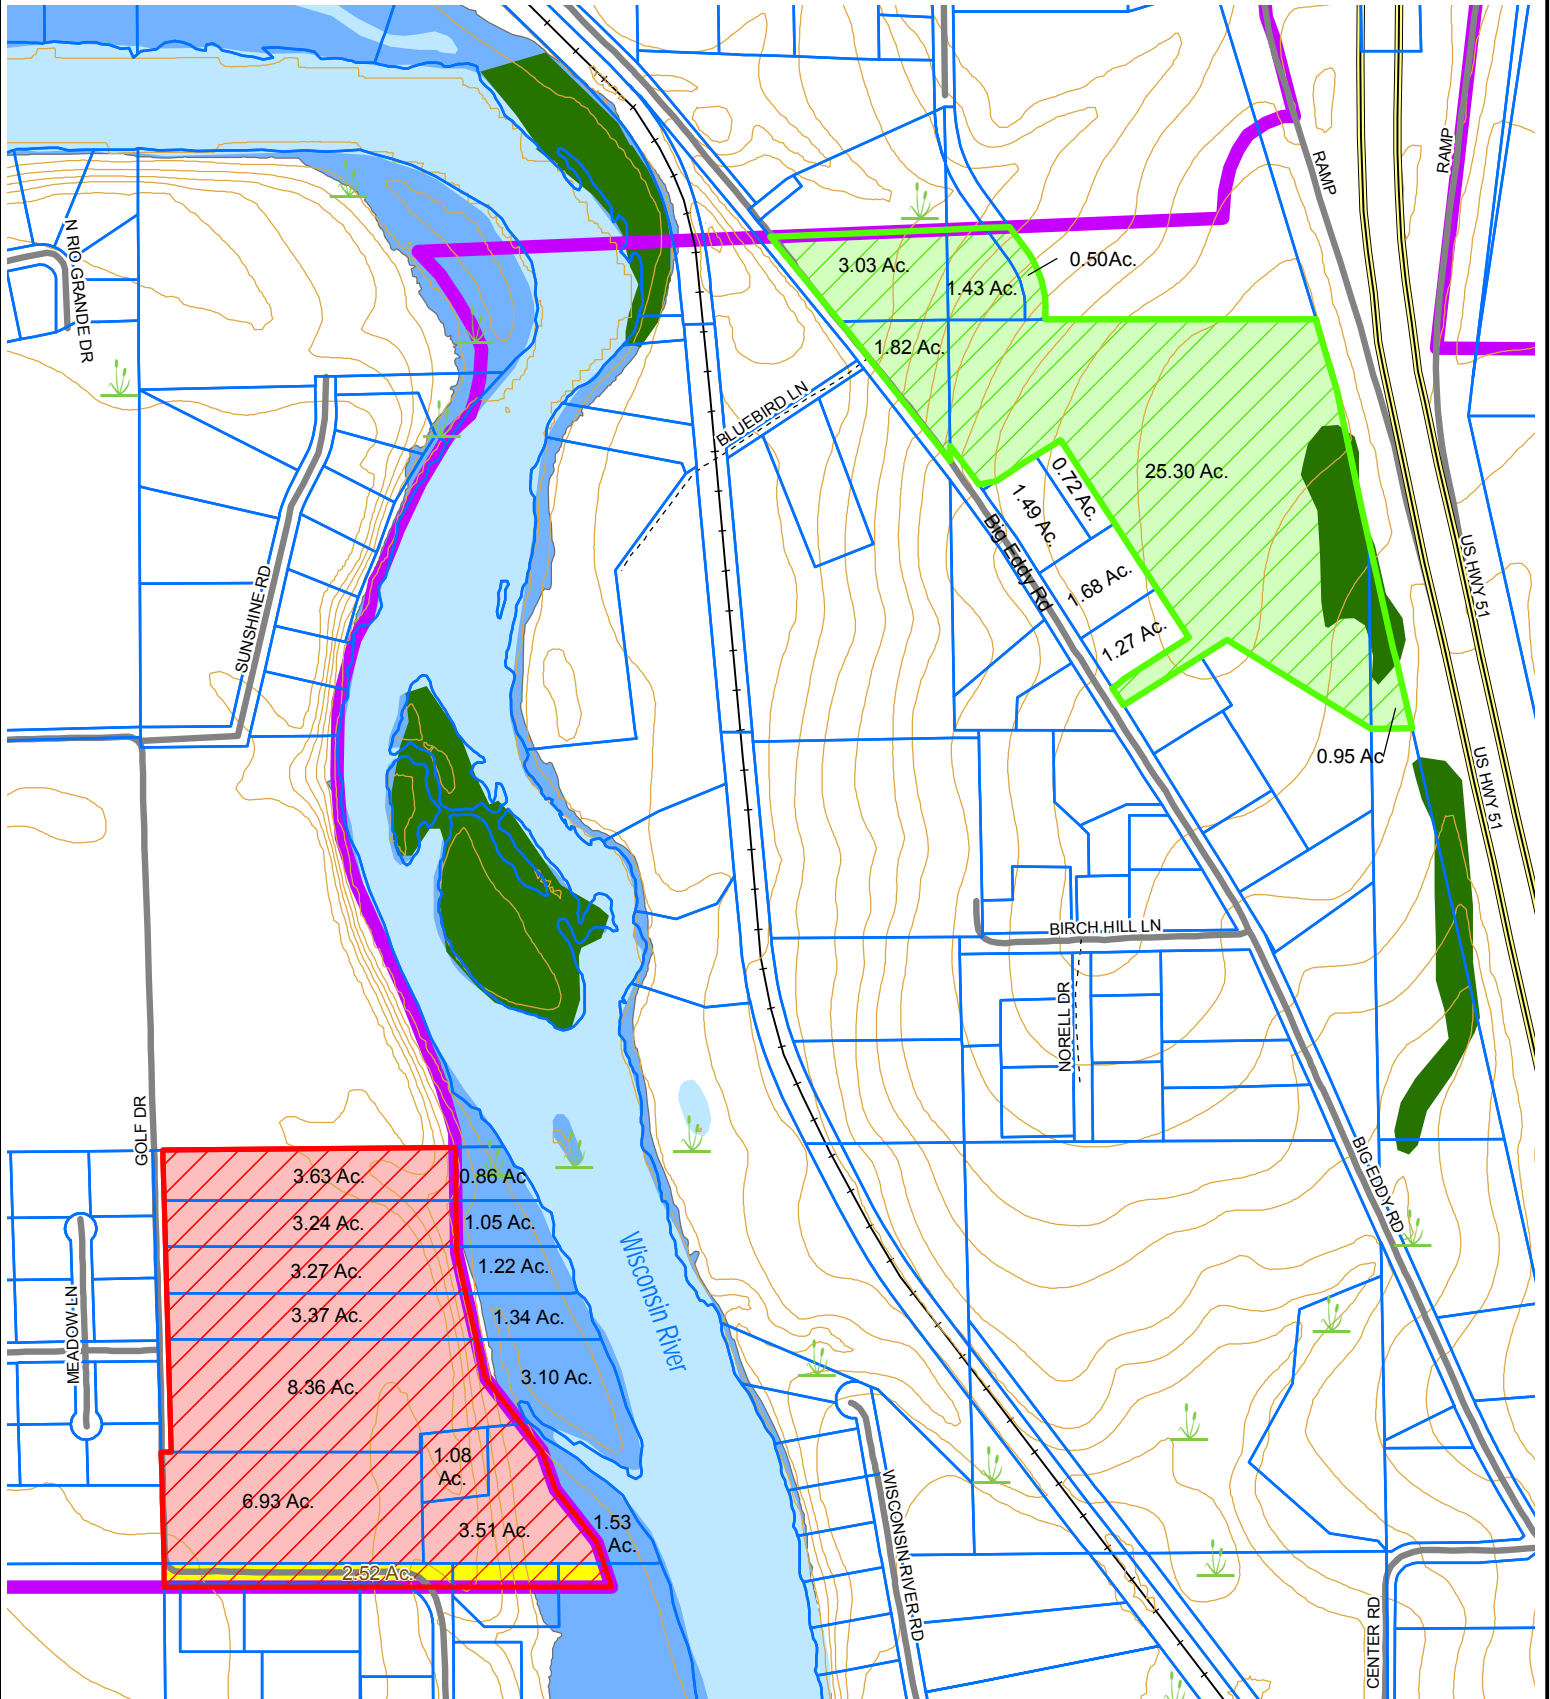 RAMP
RAMP
N RIO GRANDE DR
3.03 Ac.
0.50Ac.
1.43 Ac.
1.82 Ac.
BLUEBIRD LN
25.30 Ac.
0.72 Ac.
1.49 Ac.
Big Eddy Rd
1.68 Ac.
1.27 Ac.
US HWY 51
SUNSHINE RD
0.95 Ac
US HWY 51
BIRCH HILL LN
NORELL DR
GOLF DR
BIG EDDY RD
3.63 Ac.
0.86 Ac
3.24 Ac.
1.05 Ac.
3.27 Ac.
1.22 Ac.
3.37 Ac.
1.34 Ac.
Wisconsin River
MEADOW LN
8.36 Ac.
3.10 Ac.
1.08
Ac.
6.93 Ac.
3.51 Ac.
1.53
Ac.
2.52 Ac.
WISCONSIN RIVER RD
CENTER RD